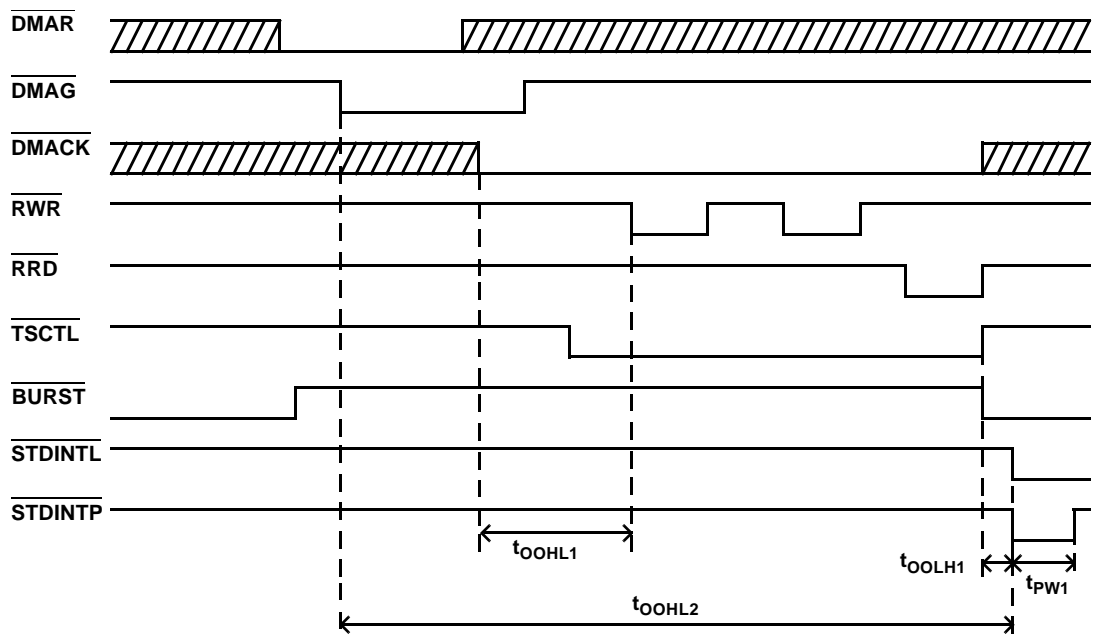 DMAR
DMAG
DMACK
RWR
RRD
TSCTL
BURST
STDINTL
STDINTP
tOOHL1
tOOLH1
tPW1
tOOHL2